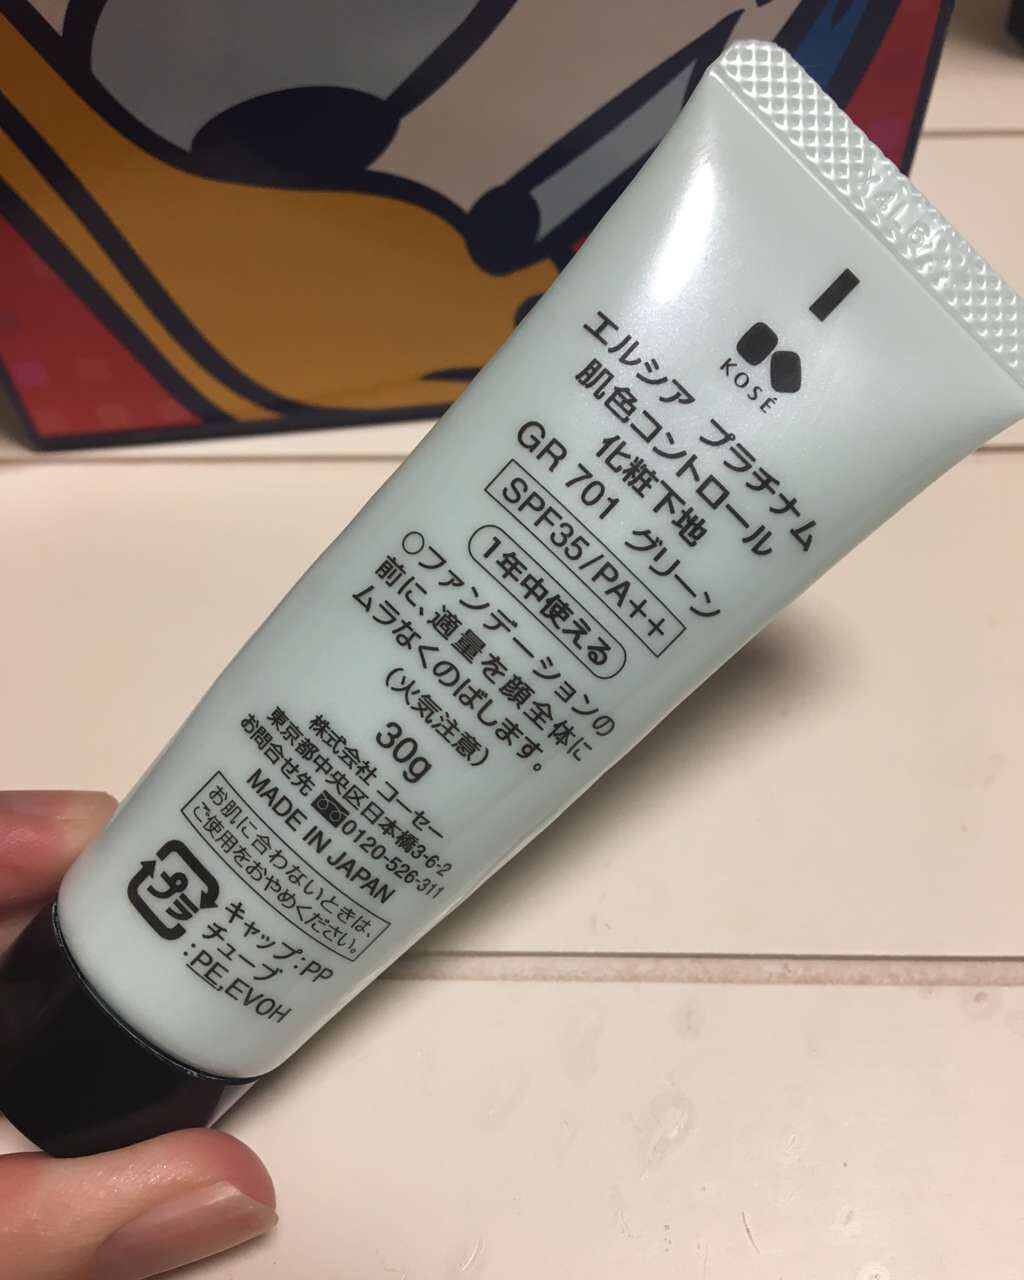 KOSÉ
エルシア プラチナム
肌色コントロール
化粧下地
GR 701 グリーン
SPF35/PA++
1年中使える
○ファンデーションの
前に、適量を顔全体に
ムラなくのばします。
(火気注意)
30g
株式会社 コーセー
東京都中央区日本橋3-6-2
お問合せ先 0120-526-311
MADE IN JAPAN
お肌に合わないときは、
ご使用をおやめください。
プラ
キャップ:PP
チューブ
:PE,EVOH